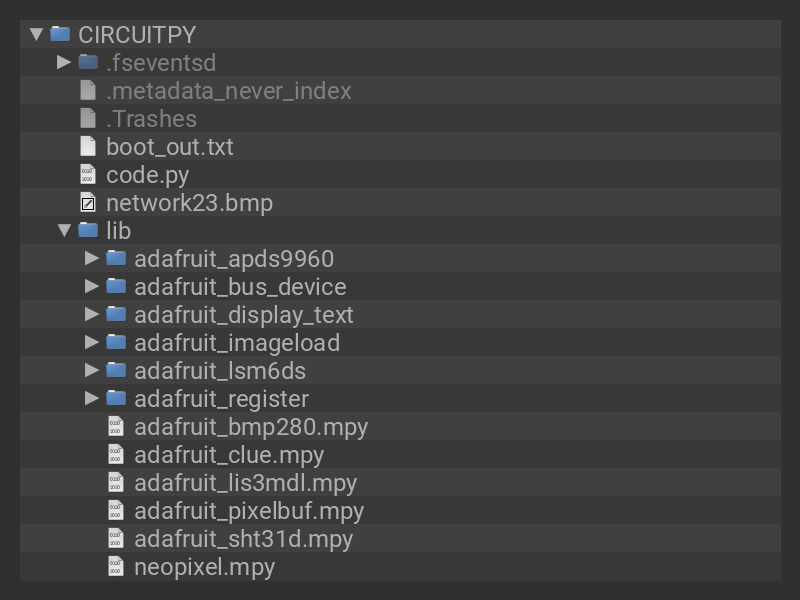 CIRCUITPY
.fseventsd
.metadata_never_index
.Trashes
boot_out.txt
code.py
network23.bmp
lib
adafruit_apds9960
adafruit_bus_device
adafruit_display_text
adafruit_imageload
adafruit_lsm6ds
adafruit_register
adafruit_bmp280.mpy
adafruit_clue.mpy
adafruit_lis3mdl.mpy
adafruit_pixelbuf.mpy
adafruit_sht31d.mpy
neopixel.mpy